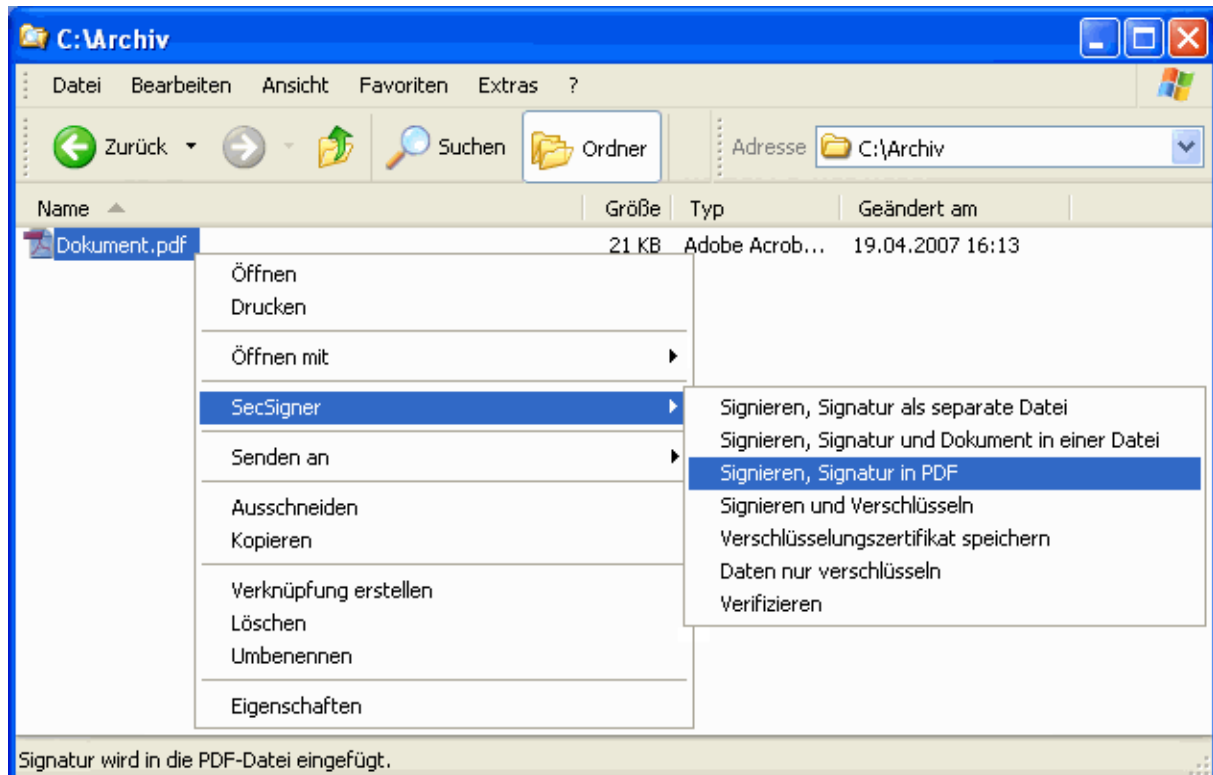 C:\Archiv
Datei Bearbeiten Ansicht Favoriten Extras ?
Zurück Suchen Ordner Adresse C:\Archiv
Name Größe Typ Geändert am
Dokument.pdf 21 KB Adobe Acrob... 19.04.2007 16:13
Öffnen
Drucken
Öffnen mit
SecSigner
Senden an
Ausschneiden
Kopieren
Verknüpfung erstellen
Löschen
Umbenennen
Eigenschaften
Signieren, Signatur als separate Datei
Signieren, Signatur und Dokument in einer Datei
Signieren, Signatur in PDF
Signieren und Verschlüsseln
Verschlüsselungszertifikat speichern
Daten nur verschlüsseln
Verifizieren
Signatur wird in die PDF-Datei eingefügt.